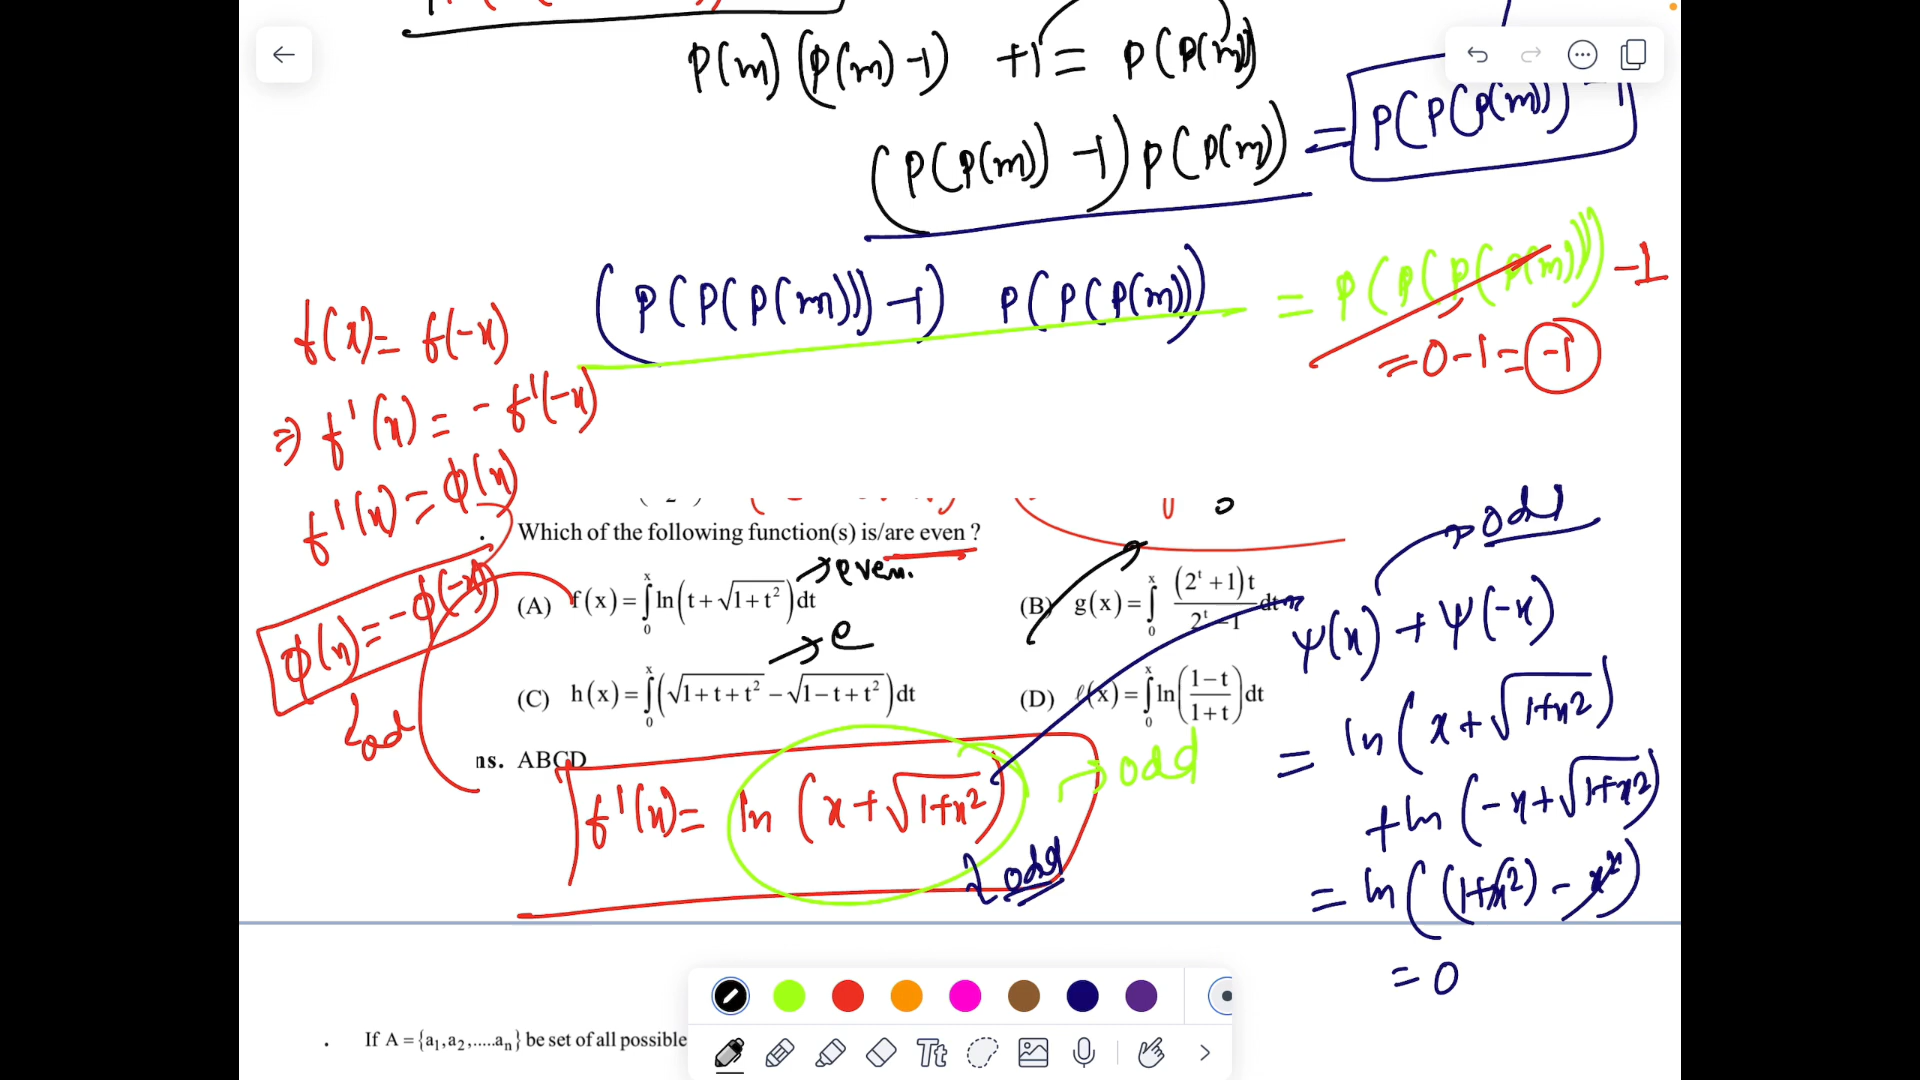 P(m) (P(m) -1) +1 = P(P(m))
P(P(P(m))) - 1
(P(P(m)) -1) P(P(m)) =
(P(P(P(m))) -1) P(P(P(m))) = P(P(P(P(m)))) -1
= 0 - 1 = -1
f(x) = f(-x)
⇒ f'(x) = - f'(-x)
f'(x) = ϕ(x)
ϕ(x) = -ϕ(-x)
odd
Which of the following function(s) is/are even ?
→ even.
(A) f(x) = ∫₀ˣ ln(t+√(1+t²))dt
(B) g(x) = ∫₀ˣ (2ᵗ+1)t / 2ᵗ-1 dt
→ e
(C) h(x) = ∫₀ˣ(√(1+t+t²) - √(1-t+t²))dt
(D) ℓ(x) = ∫₀ˣ ln((1-t)/(1+t))dt
ns. ABCD
f'(x) = ln (x+√(1+x²)) → odd
odd
→ odd
ψ(x) + ψ(-x)
= ln (x+√(1+x²))
+ ln (-x+√(1+x²))
= ln ((1+x²) - x²)
= 0
. If A = {a₁,a₂,.....aₙ} be set of all possible
Tt